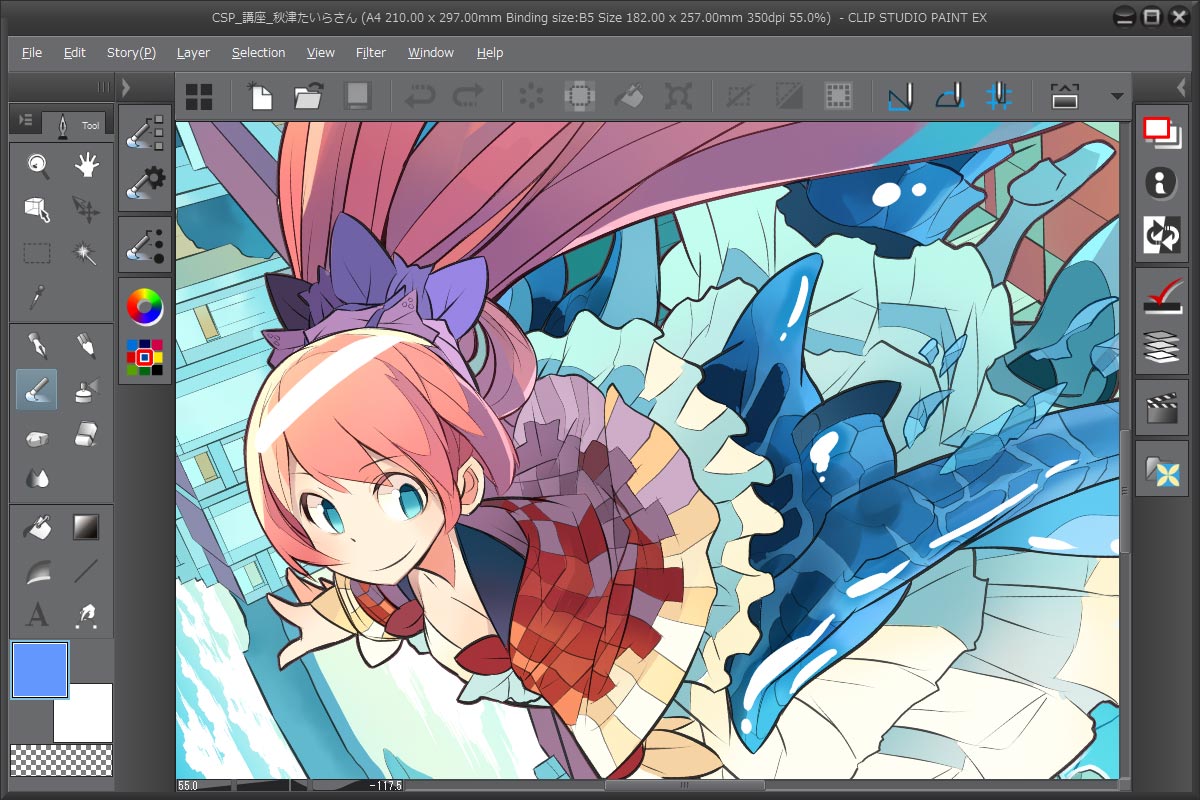 CSP_講座_秋津たいらさん (A4 210.00 x 297.00mm Binding size:B5 Size 182.00 x 257.00mm 350dpi 55.0%)  - CLIP STUDIO PAINT EX
File Edit Story(P) Layer Selection View Filter Window Help
Tool
A
55.0 -117.5